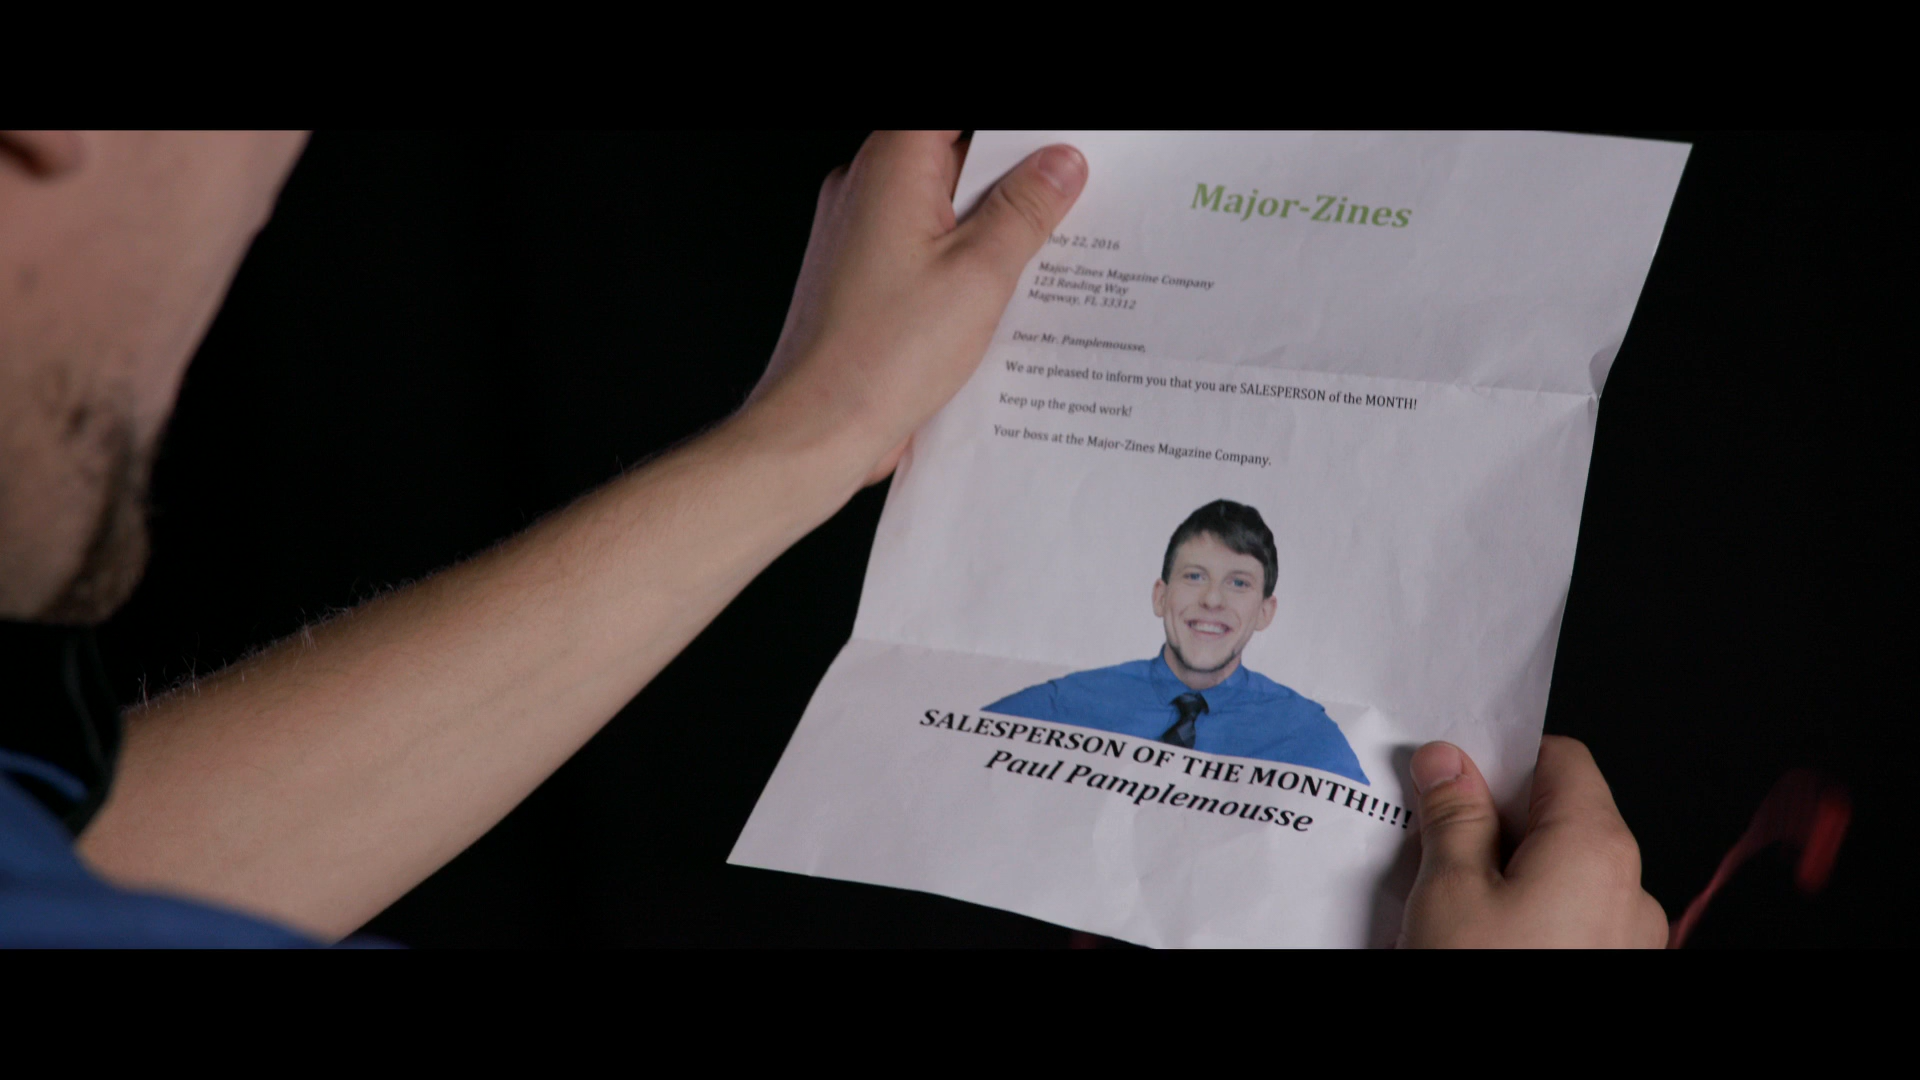 Major-Zines
July 22, 2016
Major-Zines Magazine Company
123 Reading Way
Magsway, FL 33312
Dear Mr. Pamplemousse,
We are pleased to inform you that you are SALESPERSON of the MONTH!
Keep up the good work!
Your boss at the Major-Zines Magazine Company.
SALESPERSON OF THE MONTH!!!!
Paul Pamplemousse